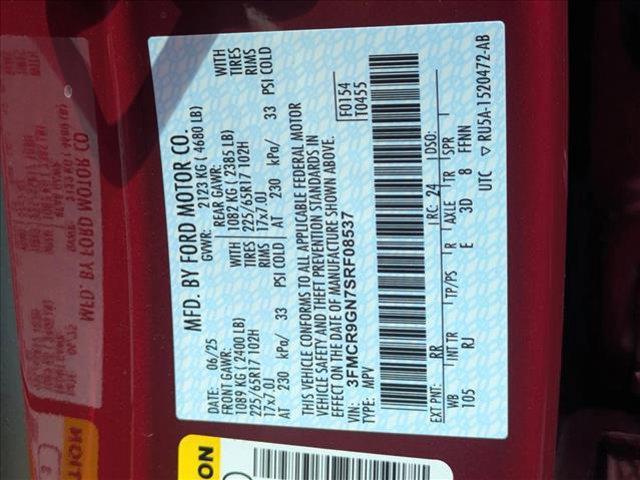 MFD. BY FORD MOTOR CO.
DATE: 06/25 GVWR: 2123 KG ( 4680 LB)
FRONT GAWR: REAR GAWR: WITH
1089 KG ( 2400 LB) 1082 KG ( 2385 LB) TIRES
225/65R17 102H 225/65R17 102H RIMS
17x7.0J 17x7.0J
AT 230 kPa/ 33 PSI COLD AT 230 kPa/ 33 PSI COLD
WITH
TIRES
RIMS
THIS VEHICLE CONFORMS TO ALL APPLICABLE FEDERAL MOTOR
VEHICLE SAFETY AND THEFT PREVENTION STANDARDS IN
EFFECT ON THE DATE OF MANUFACTURE SHOWN ABOVE.
VIN: 3FMCR9GN7SRF08537
TYPE: MPV
F0154
T0455
EXT PNT: RR RC: 24 DSO:
WB INT TR TP/PS R AXLE TR SPR
105 RJ E 3D 8 FFNN
UTC ▽ RU5A-1520472-AB